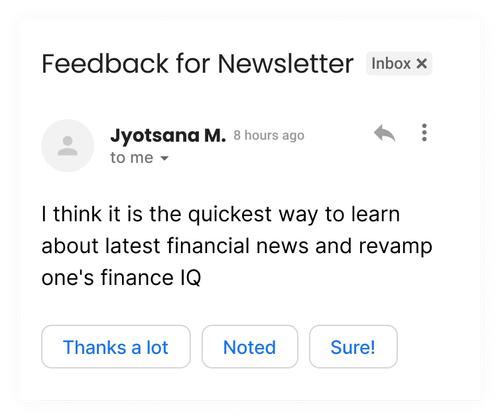 Feedback for Newsletter Inbox ×
Jyotsana M. 8 hours ago
to me
I think it is the quickest way to learn
about latest financial news and revamp
one's finance IQ
Thanks a lot Noted Sure!